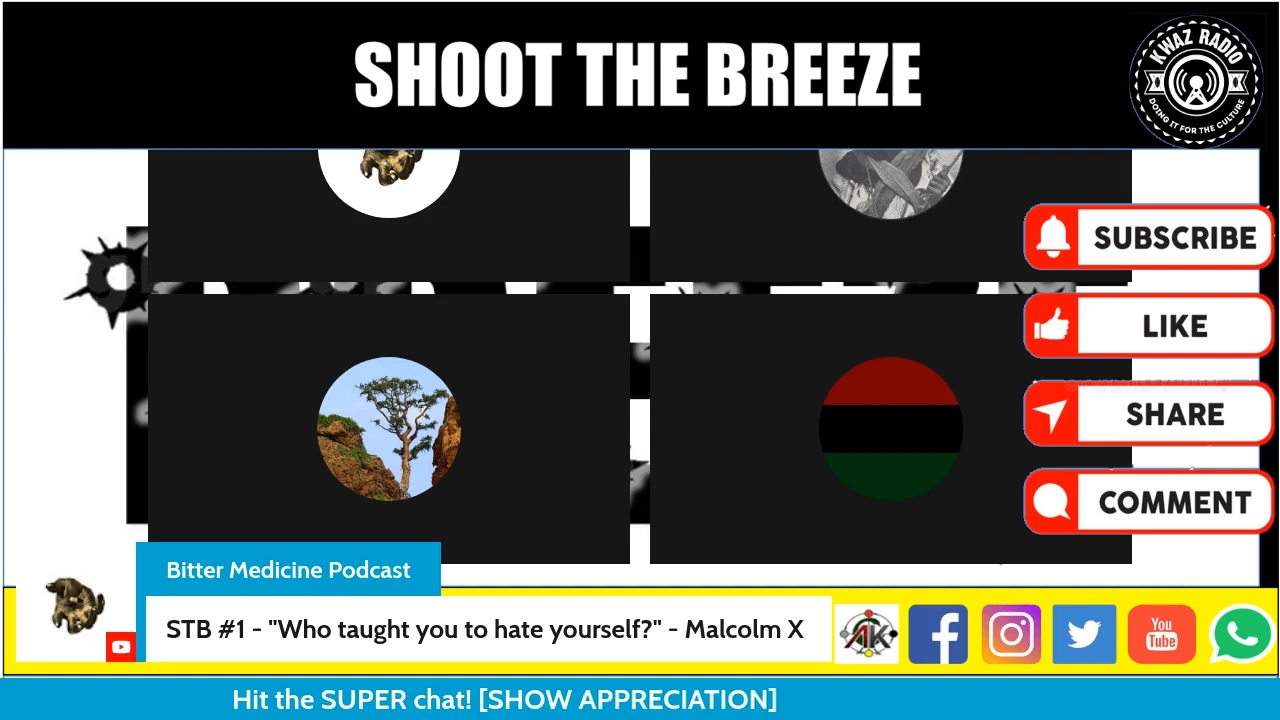 SHOOT THE BREEZE
KWAZ RADIO
DOING IT FOR THE CULTURE
SUBSCRIBE
LIKE
SHARE
COMMENT
Bitter Medicine Podcast
STB #1 - "Who taught you to hate yourself?" - Malcolm X
You
Tube
Hit the SUPER chat! [SHOW APPRECIATION]